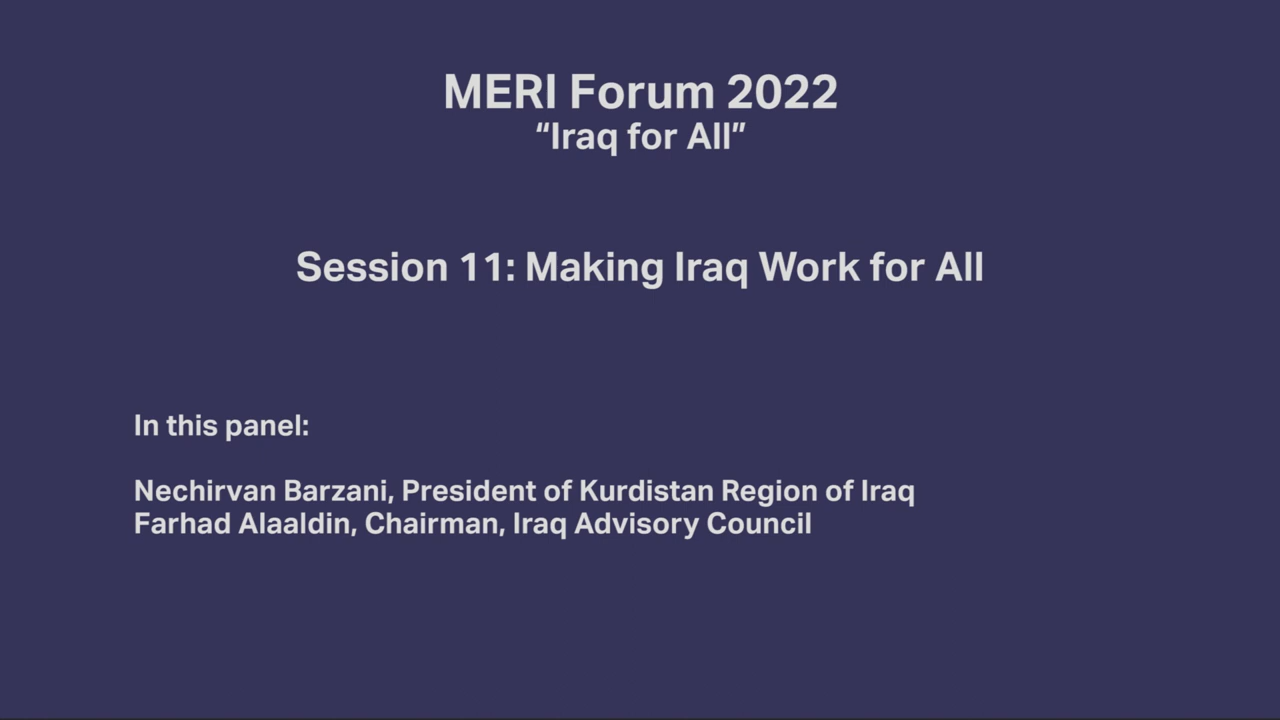 MERI Forum 2022
“Iraq for All”
Session 11: Making Iraq Work for All
In this panel:
Nechirvan Barzani, President of Kurdistan Region of Iraq
Farhad Alaaldin, Chairman, Iraq Advisory Council